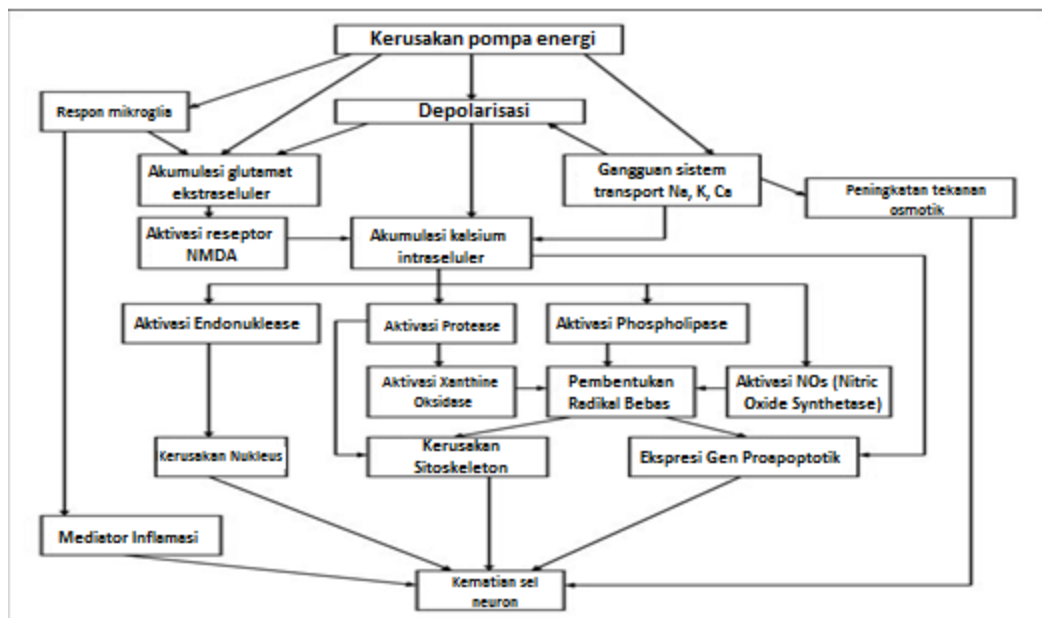 Kerusakan pompa energi
Respon mikroglia
Depolarisasi
Akumulasi glutamat
ekstraseluler
Gangguan sistem
transport Na, K, Ca
Peningkatan tekanan
osmotik
Aktivasi reseptor
NMDA
Akumulasi kalsium
intraseluler
Aktivasi Endonuklease
Aktivasi Protease
Aktivasi Phospholipase
Aktivasi Xanthine
Oksidase
Pembentukan
Radikal Bebas
Aktivasi NOs (Nitric
Oxide Synthetase)
Kerusakan Nukleus
Kerusakan
Sitoskeleton
Ekspresi Gen Proapoptotik
Mediator Inflamasi
Kematian sel
neuron